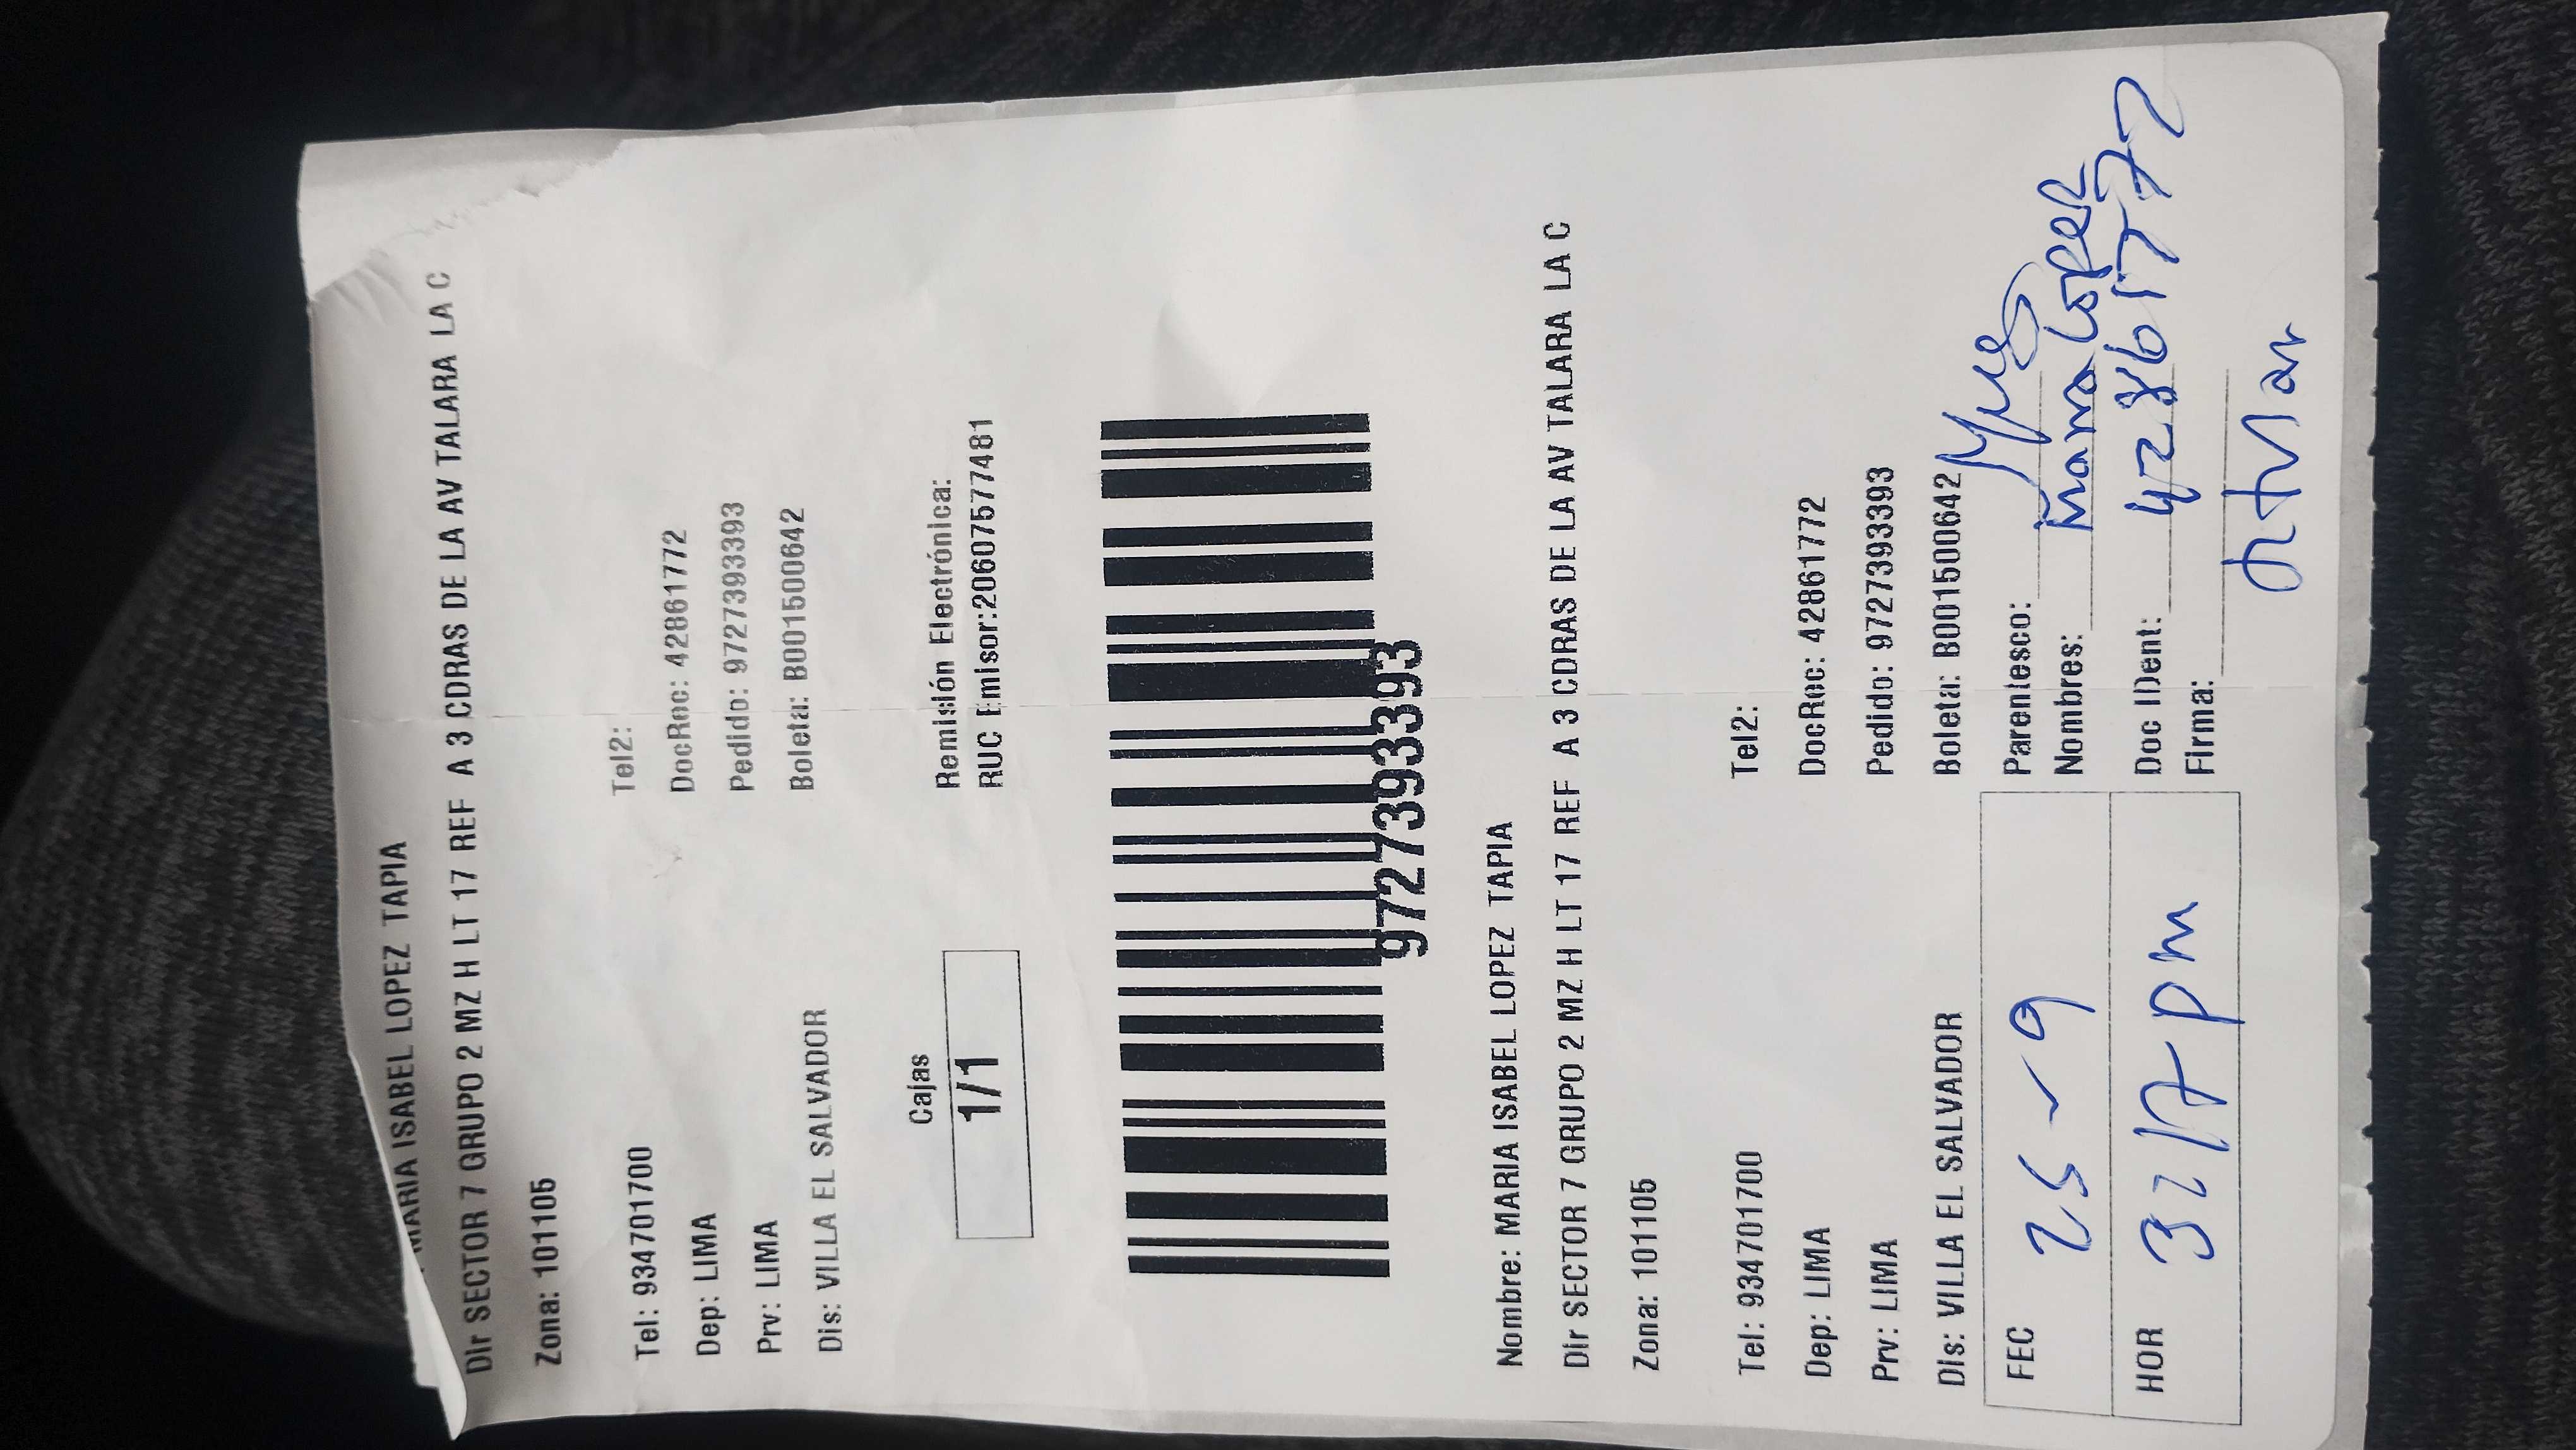 MARIA ISABEL LOPEZ TAPIA
Dir SECTOR 7 GRUPO 2 MZ H LT 17 REF A 3 CDRAS DE LA AV TALARA LA C
Zona: 101105
Tel: 934701700 Tel2:
Dep: LIMA DocRec: 42861772
Prv: LIMA Pedido: 9727393393
Dis: VILLA EL SALVADOR Boleta: B001500642
Cajas Remisión Electrónica:
1/1 RUC Emisor:20607577481
9727393393
Nombre: MARIA ISABEL LOPEZ TAPIA
Dir SECTOR 7 GRUPO 2 MZ H LT 17 REF A 3 CDRAS DE LA AV TALARA LA C
Zona: 101105
Tel: 934701700 Tel2:
Dep: LIMA DocRec: 42861772
Prv: LIMA Pedido: 9727393393
Dis: VILLA EL SALVADOR Boleta: B001500642
FEC 25-9 Parentesco:
Nombres: Maria Lopez
HOR 3 17 pm Doc IDent: 42861772
Firma:
titular